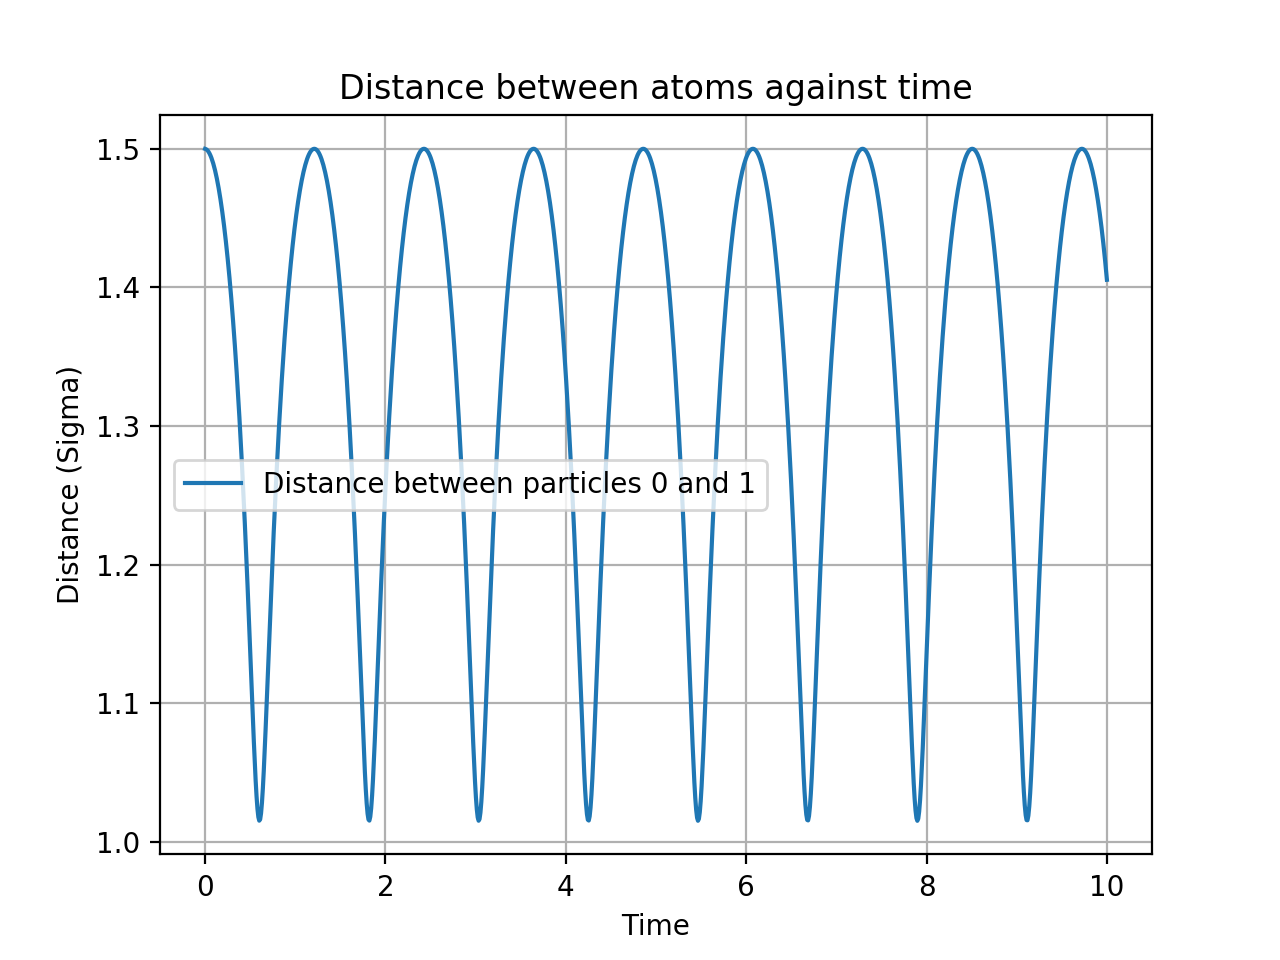 Distance between atoms against time
Distance (Sigma)
1.5
1.4
1.3
1.2
1.1
1.0
Distance between particles 0 and 1
0 2 4 6 8 10
Time